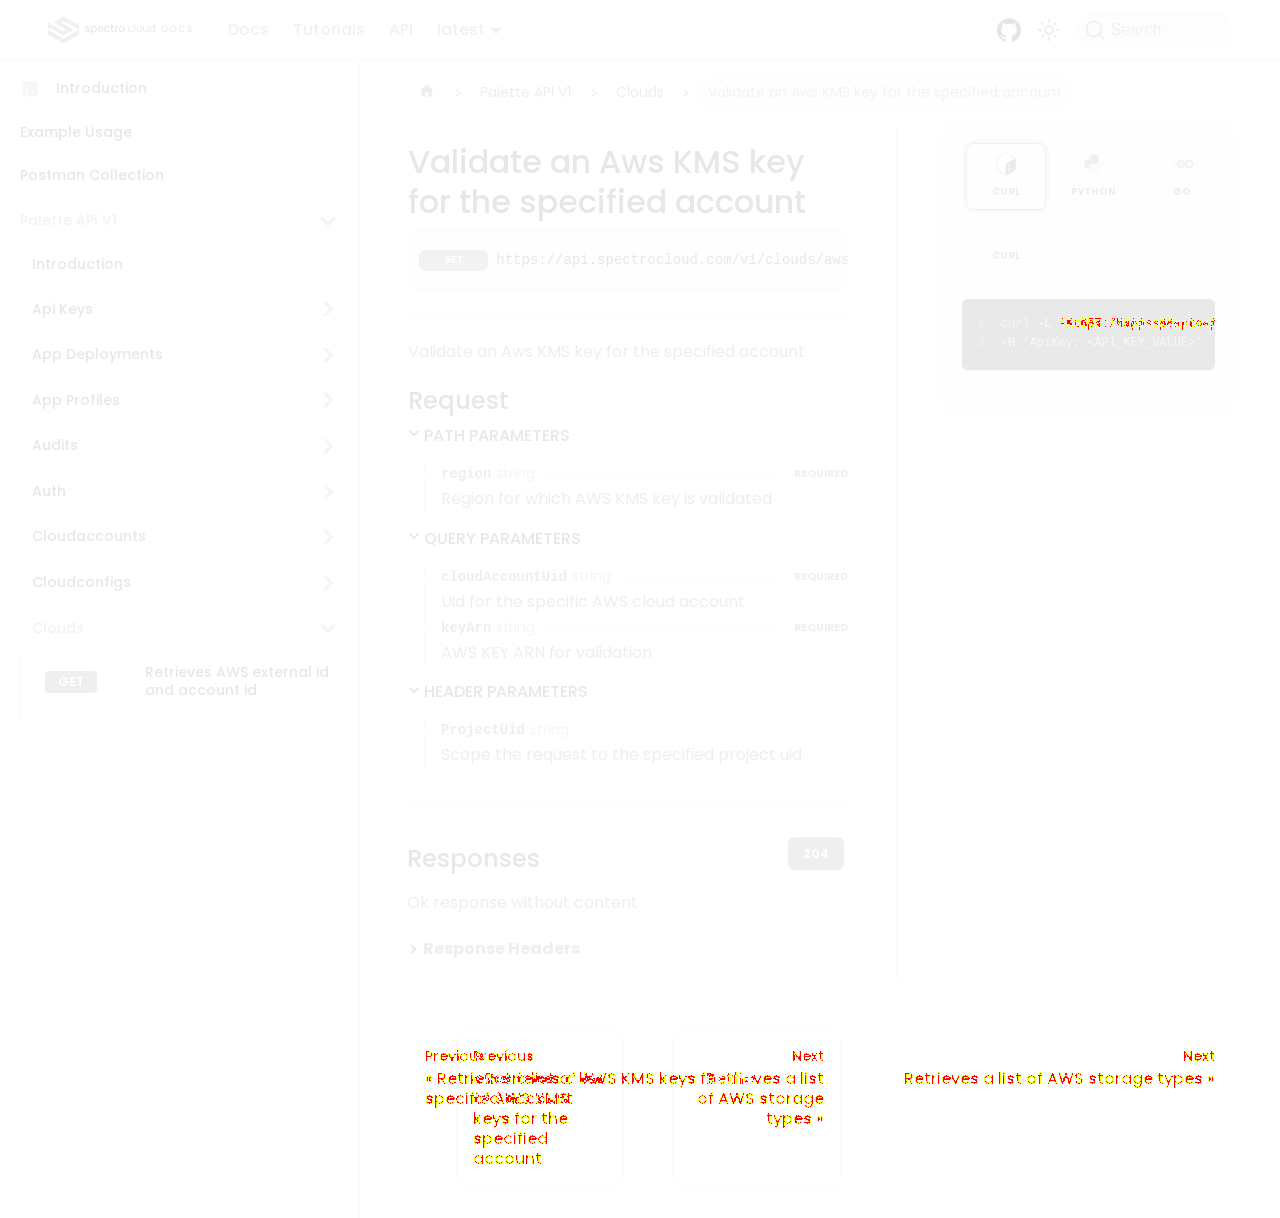 spectro cloud DOCS
Docs
Tutorials
API
latest
Search
Introduction
Example Usage
Postman Collection
Palette API V1
Introduction
Api Keys
App Deployments
App Profiles
Audits
Auth
Cloudaccounts
Cloudconfigs
Clouds
GET
Retrieves AWS external id
and account id
Palette API V1
Clouds
Validate an Aws KMS key for the specified account
Validate an Aws KMS key
for the specified account
GET https://api.spectrocloud.com/v1/clouds/aws
Validate an Aws KMS key for the specified account
Request
PATH PARAMETERS
region string REQUIRED
Region for which AWS KMS key is validated
QUERY PARAMETERS
cloudAccountUid string REQUIRED
Uid for the specific AWS cloud account
keyArn string REQUIRED
AWS KEY ARN for validation
HEADER PARAMETERS
ProjectUid string
Scope the request to the specified project uid
Responses
204
Ok response without content
Response Headers
CURL
PYTHON
GO
CURL
1 curl -L
2 -H 'ApiKey: <API_KEY_VALUE>'
Previous
Previous
keys for the
specified
account
Next
Retrieves a list
of AWS storage
types »
Next
Retrieves a list of AWS storage types »